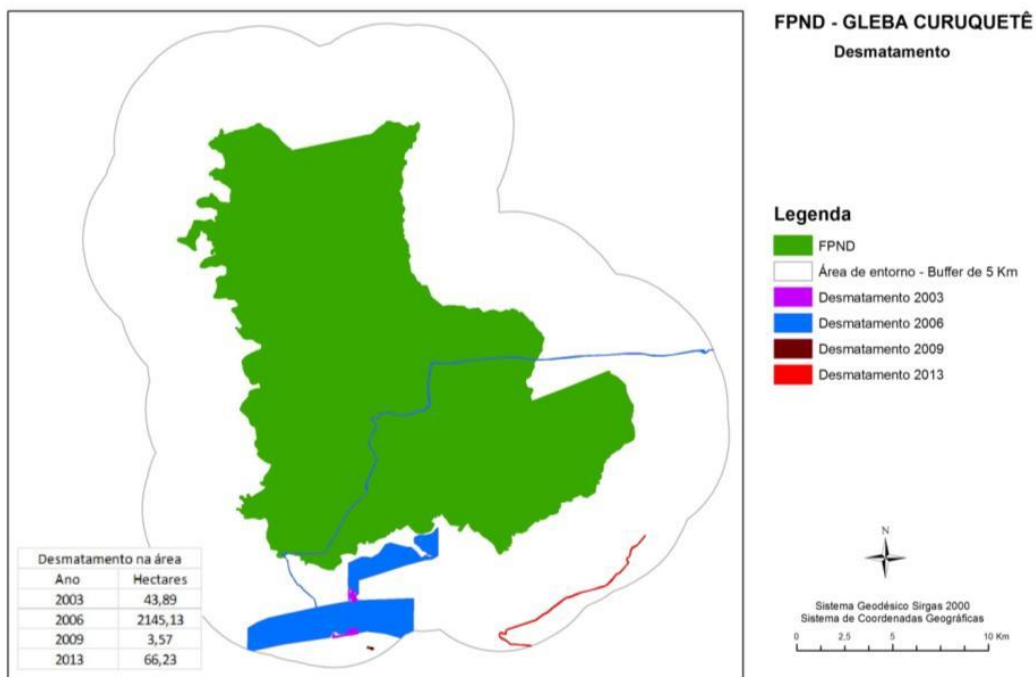 FPND - GLEBA CURUQUETÊ
Desmatamento
Legenda
FPND
Área de entorno - Buffer de 5 Km
Desmatamento 2003
Desmatamento 2006
Desmatamento 2009
Desmatamento 2013
Desmatamento na área
Ano Hectares
2003 43,89
2006 2145,13
2009 3,57
2013 66,23
N
Sistema Geodésico Sirgas 2000
Sistema de Coordenadas Geográficas
0 2,5 5 10 Km